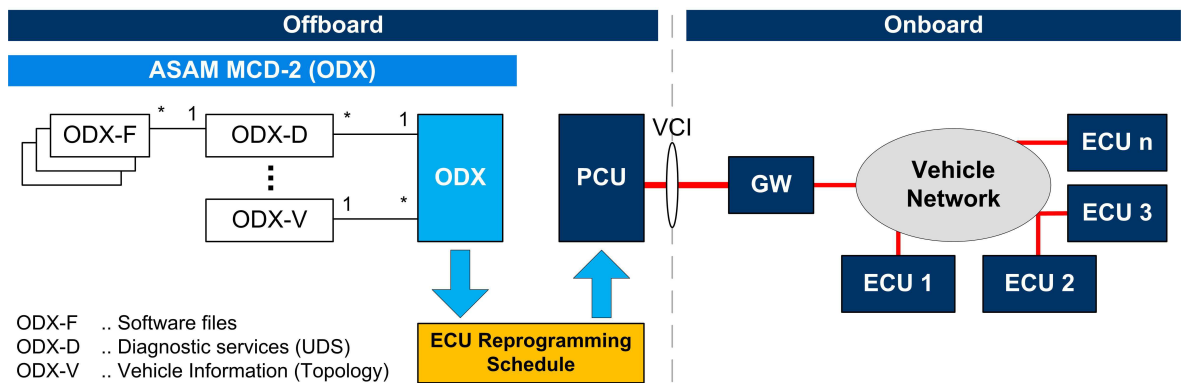 Offboard
Onboard
ASAM MCD-2 (ODX)
ODX-F
* 1
ODX-D
* 1
ODX-V
1 *
ODX
PCU
VCI
GW
Vehicle
Network
ECU n
ECU 3
ECU 1
ECU 2
ECU Reprogramming
Schedule
ODX-F .. Software files
ODX-D .. Diagnostic services (UDS)
ODX-V .. Vehicle Information (Topology)